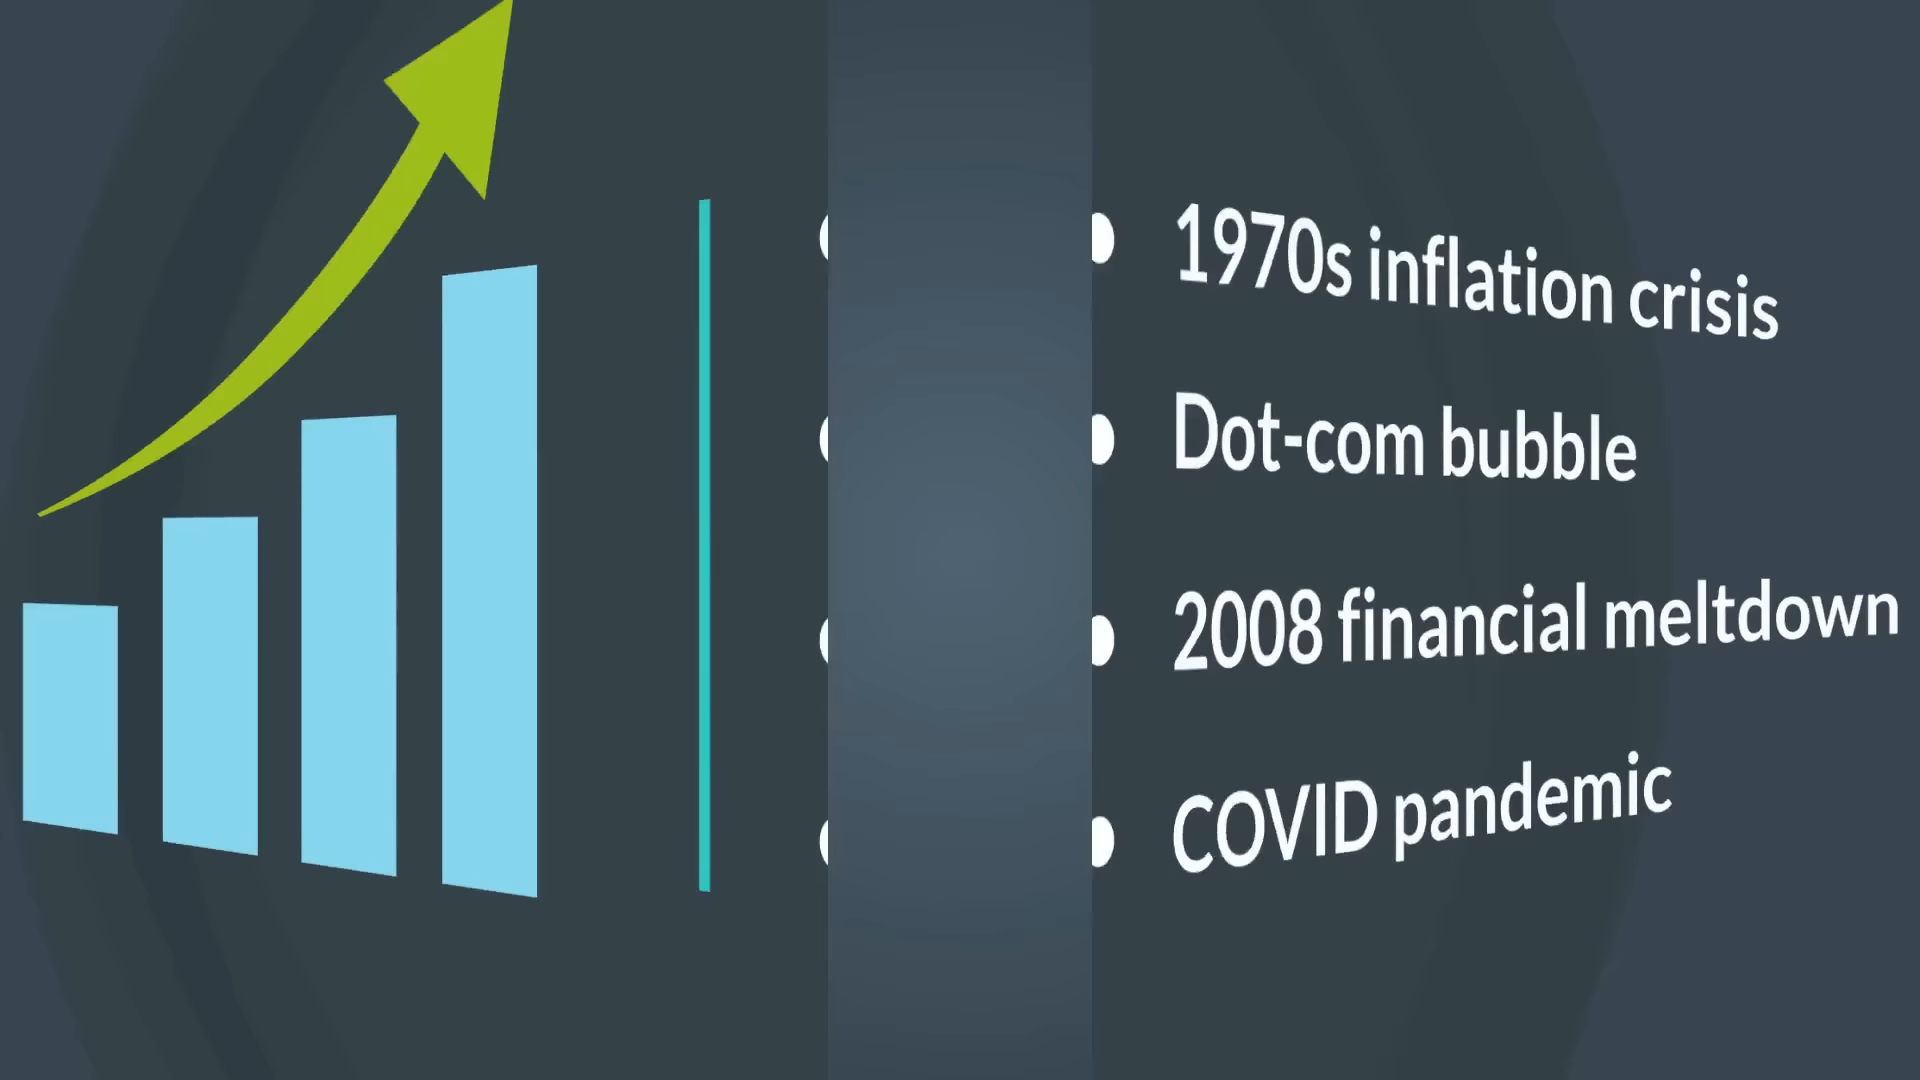 1970s inflation crisis
Dot-com bubble
2008 financial meltdown
COVID pandemic